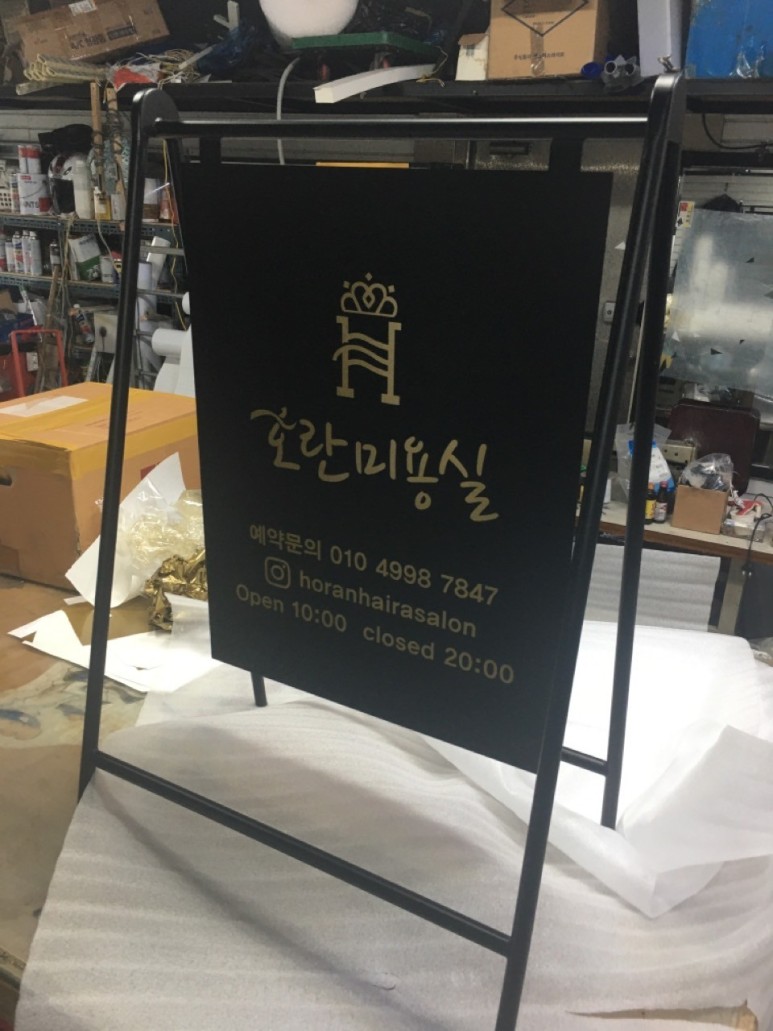 호란미용실
예약문의 010 4998 7847
horanhairasalon
Open 10:00 closed 20:00